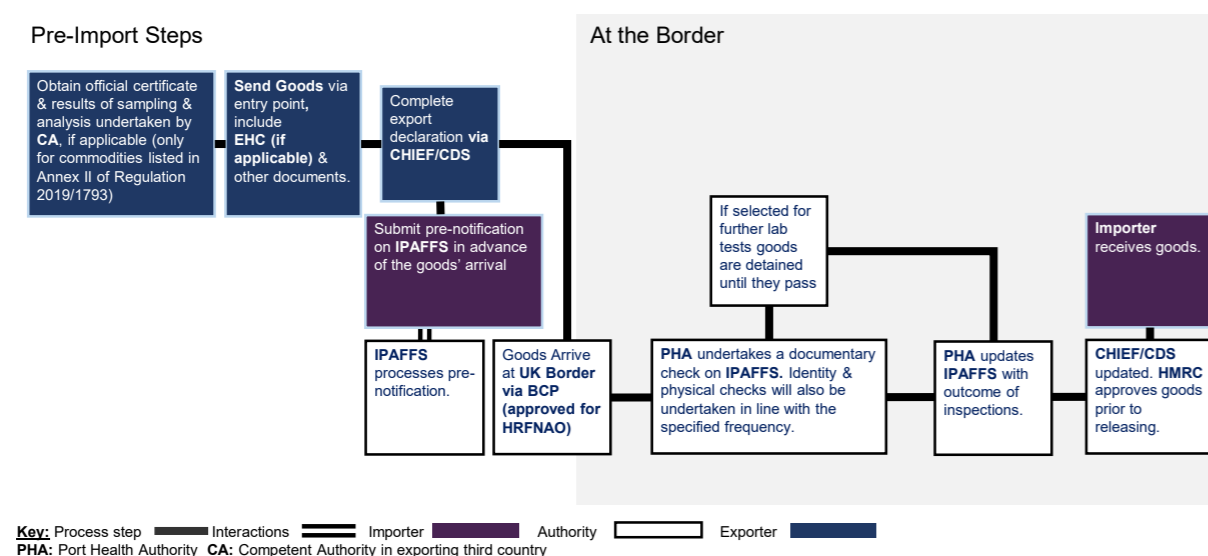 Pre-Import Steps
At the Border
Obtain official certificate
& results of sampling &
analysis undertaken by
CA, if applicable (only
for commodities listed in
Annex II of Regulation
2019/1793)
Send Goods via
entry point,
include
EHC (if
applicable) &
other documents.
Complete
export
declaration via
CHIEF/CDS
Submit pre-notification
on IPAFFS in advance
of the goods’ arrival
IPAFFS
processes pre-
notification.
Goods Arrive
at UK Border
via BCP
(approved for
HRFNAO)
If selected for
further lab
tests goods
are detained
until they pass
PHA undertakes a documentary
check on IPAFFS. Identity &
physical checks will also be
undertaken in line with the
specified frequency.
PHA updates
IPAFFS with
outcome of
inspections.
Importer
receives goods.
CHIEF/CDS
updated. HMRC
approves goods
prior to
releasing.
Key: Process step Interactions Importer Authority Exporter
PHA: Port Health Authority CA: Competent Authority in exporting third country